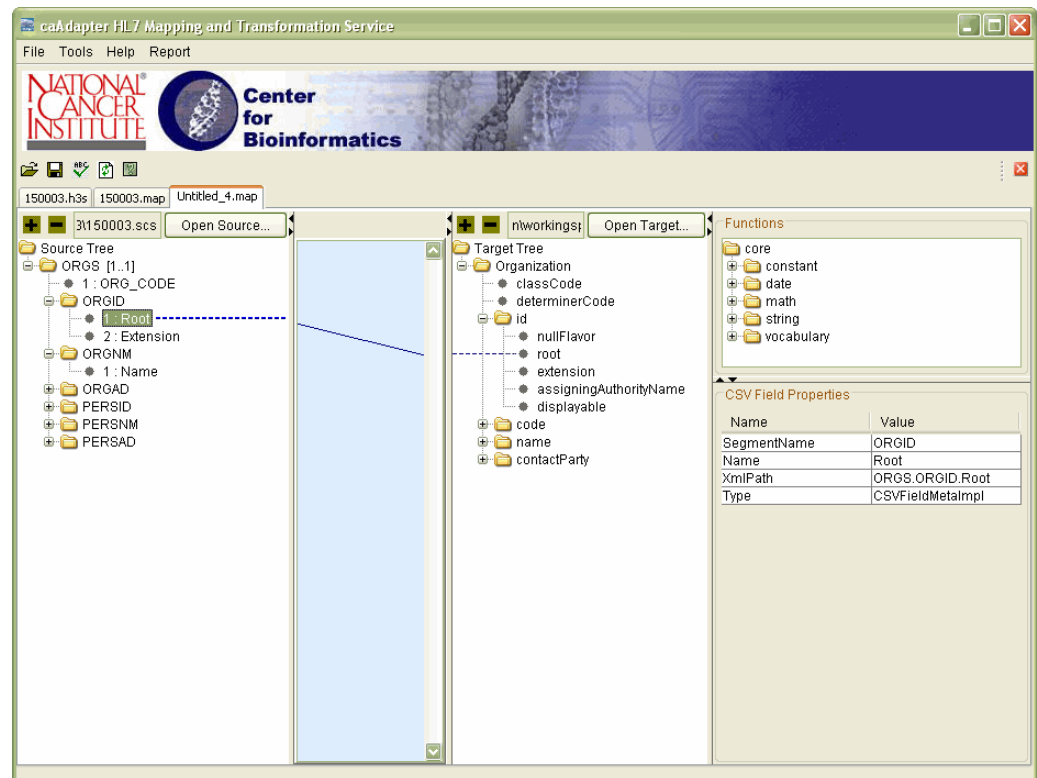 caAdapter HL7 Mapping and Transformation Service
File Tools Help Report
NATIONAL
CANCER
INSTITUTE
Center
for
Bioinformatics
ABC
150003.h3s 150003.map Untitled_4.map
3\150003.scs Open Source...
Source Tree
ORGS [1..1]
1 : ORG_CODE
ORGID
1 : Root
2 : Extension
ORGNM
1 : Name
ORGAD
PERSID
PERSNM
PERSAD
n\workingsp Open Target...
Target Tree
Organization
classCode
determinerCode
id
nullFlavor
root
extension
assigningAuthorityName
displayable
code
name
contactParty
Functions
core
constant
date
math
string
vocabulary
CSV Field Properties
Name Value
SegmentName ORGID
Name Root
XmlPath ORGS.ORGID.Root
Type CSVFieldMetaImpl